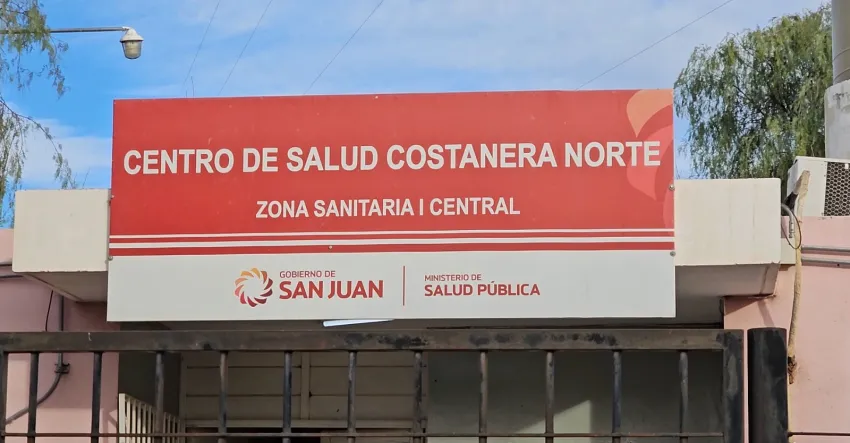 CENTRO DE SALUD COSTANERA NORTE
ZONA SANITARIA I CENTRAL
GOBIERNO DE
SAN JUAN
MINISTERIO DE
SALUD PÚBLICA